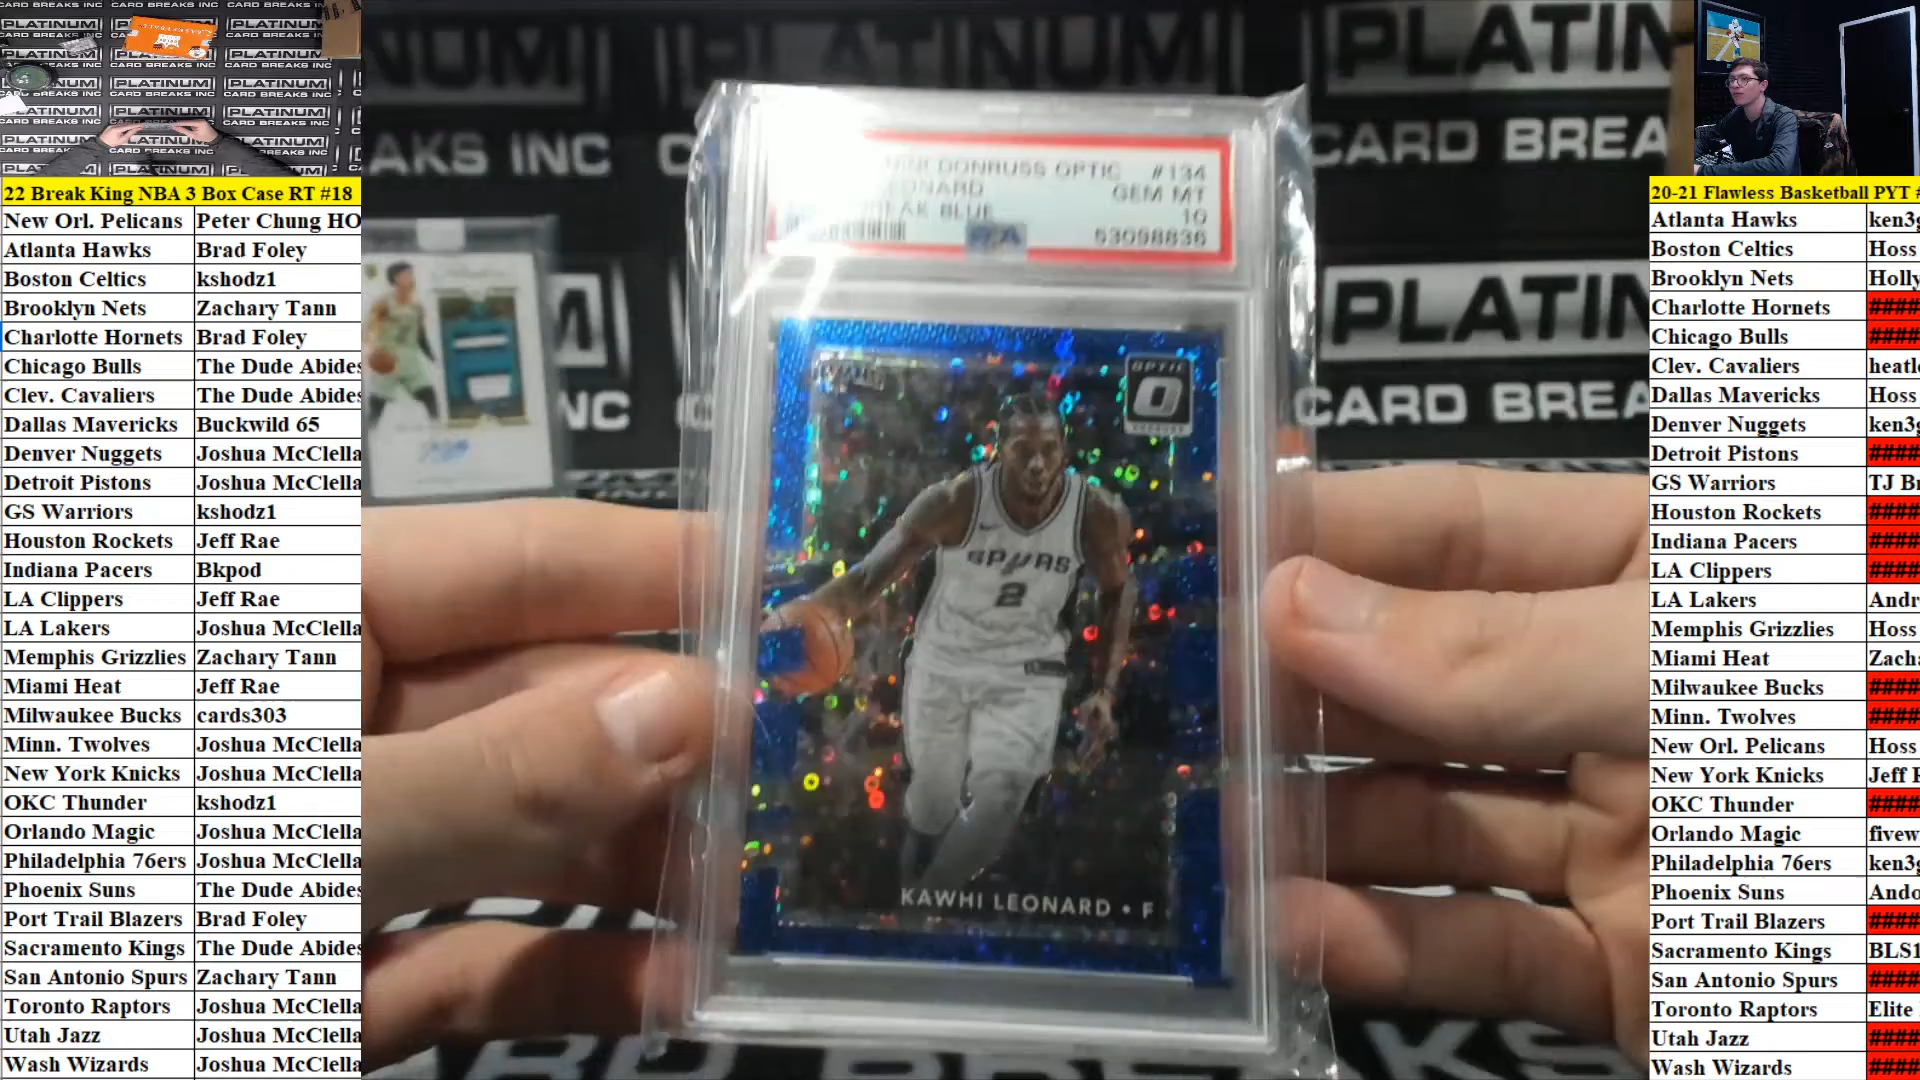 22 Break King NBA 3 Box Case RT #18
New Orl. Pelicans Peter Chung HO
Atlanta Hawks Brad Foley
Boston Celtics kshodz1
Brooklyn Nets Zachary Tann
Charlotte Hornets Brad Foley
Chicago Bulls The Dude Abides
Clev. Cavaliers The Dude Abides
Dallas Mavericks Buckwild 65
Denver Nuggets Joshua McClella
Detroit Pistons Joshua McClella
GS Warriors kshodz1
Houston Rockets Jeff Rae
Indiana Pacers Bkpod
LA Clippers Jeff Rae
LA Lakers Joshua McClella
Memphis Grizzlies Zachary Tann
Miami Heat Jeff Rae
Milwaukee Bucks cards303
Minn. Twolves Joshua McClella
New York Knicks Joshua McClella
OKC Thunder kshodz1
Orlando Magic Joshua McClella
Philadelphia 76ers Joshua McClella
Phoenix Suns The Dude Abides
Port Trail Blazers Brad Foley
Sacramento Kings The Dude Abides
San Antonio Spurs Zachary Tann
Toronto Raptors Joshua McClella
Utah Jazz Joshua McClella
Wash Wizards Joshua McClella
PLATINUM
CARD BREAKS INC
DONRUSS OPTIC #134
GEM MT
BLUE 10
53098836
OPTIC
SPURS
2
KAWHI LEONARD • F
PLATIN
CARD BREA
PLATIN
CARD BREA
CARD BREAKS
20-21 Flawless Basketball PYT #
Atlanta Hawks ken3g
Boston Celtics Hoss
Brooklyn Nets Holly
Charlotte Hornets ####
Chicago Bulls ####
Clev. Cavaliers heatle
Dallas Mavericks Hoss
Denver Nuggets ken3g
Detroit Pistons ####
GS Warriors TJ Br
Houston Rockets ####
Indiana Pacers ####
LA Clippers ####
LA Lakers Andr
Memphis Grizzlies Hoss
Miami Heat Zach
Milwaukee Bucks ####
Minn. Twolves ####
New Orl. Pelicans Hoss
New York Knicks Jeff
OKC Thunder ####
Orlando Magic fivew
Philadelphia 76ers ken3g
Phoenix Suns Ando
Port Trail Blazers ####
Sacramento Kings BLS1
San Antonio Spurs ####
Toronto Raptors Elite
Utah Jazz ####
Wash Wizards ####